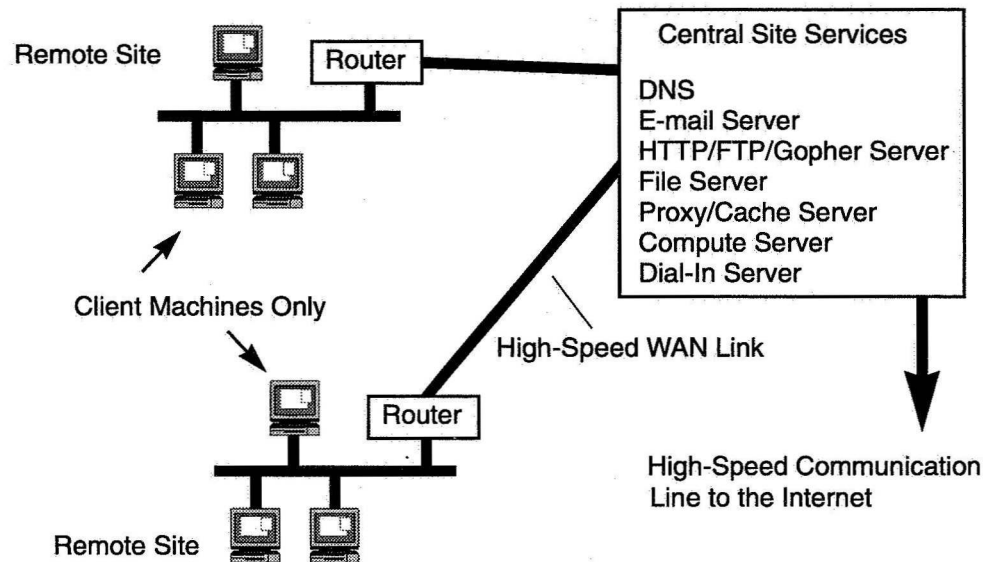 Remote Site
Router
Central Site Services
DNS
E-mail Server
HTTP/FTP/Gopher Server
File Server
Proxy/Cache Server
Compute Server
Dial-In Server
Client Machines Only
High-Speed WAN Link
Router
High-Speed Communication
Line to the Internet
Remote Site